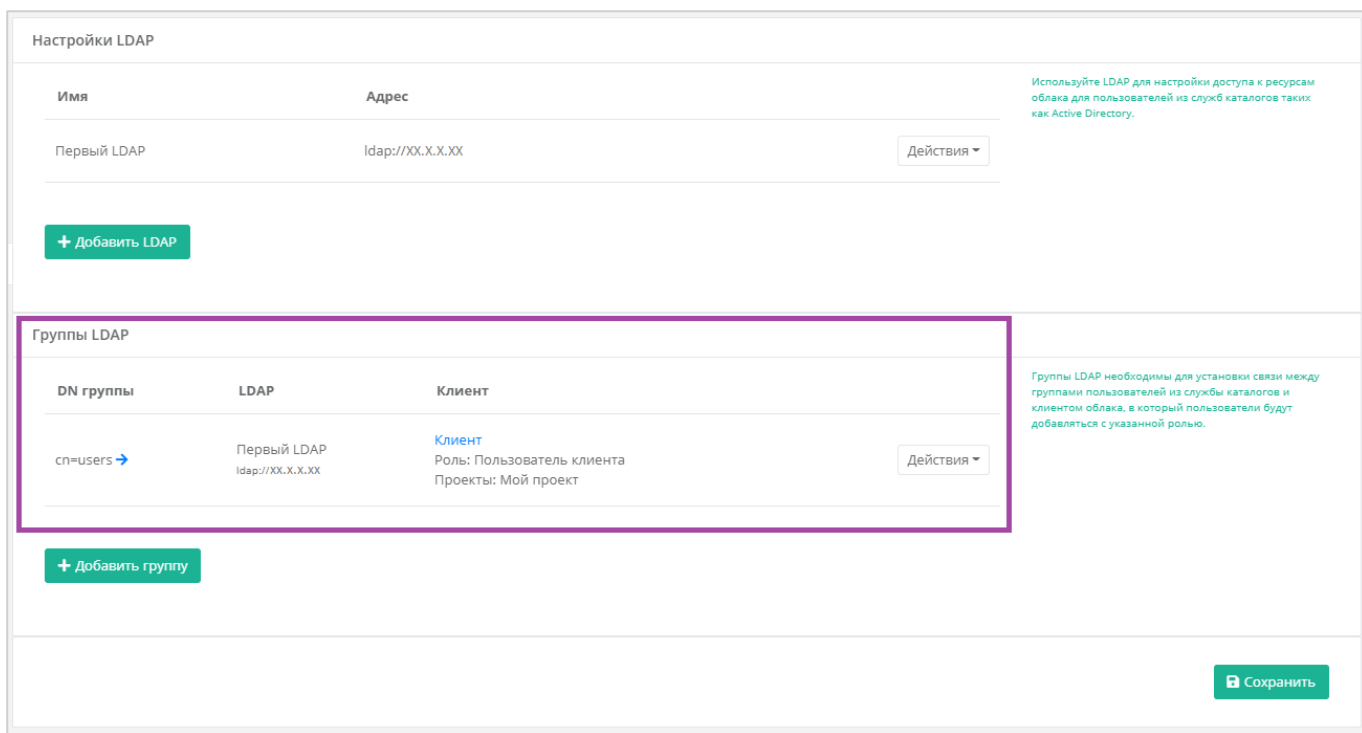 Настройки LDAP
Имя Адрес
Используйте LDAP для настройки доступа к ресурсам
облака для пользователей из служб каталогов таких
как Active Directory.
Первый LDAP ldap://XX.X.X.XX Действия
+ Добавить LDAP
Группы LDAP
DN группы LDAP Клиент
Группы LDAP необходимы для установки связи между
группами пользователей из службы каталогов и
клиентом облака, в который пользователи будут
добавляться с указанной ролью.
cn=users → Первый LDAP Клиент Действия
ldap://XX.X.X.XX Роль: Пользователь клиента
Проекты: Мой проект
+ Добавить группу
Сохранить